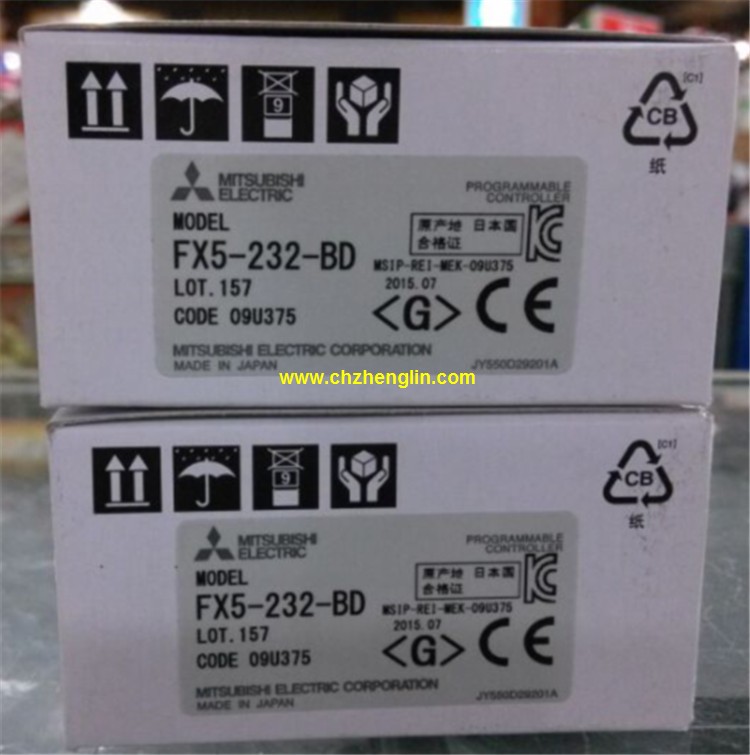 9
[C1]
CB
纸
MITSUBISHI
ELECTRIC
PROGRAMMABLE
CONTROLLER
MODEL
FX5-232-BD
原产地 日本国
合格证
MSIP-REI-MEK-09U375
LOT. 157
2015.07
CODE 09U375
<G> CE
MITSUBISHI ELECTRIC CORPORATION
MADE IN JAPAN
JY550D29201A
www.chzhenglin.com
9
[C1]
CB
纸
MITSUBISHI
ELECTRIC
PROGRAMMABLE
CONTROLLER
MODEL
FX5-232-BD
原产地 日本国
合格证
MSIP-REI-MEK-09U375
LOT. 157
2015.07
CODE 09U375
<G> CE
MITSUBISHI ELECTRIC CORPORATION
MADE IN JAPAN
JY550D29201A